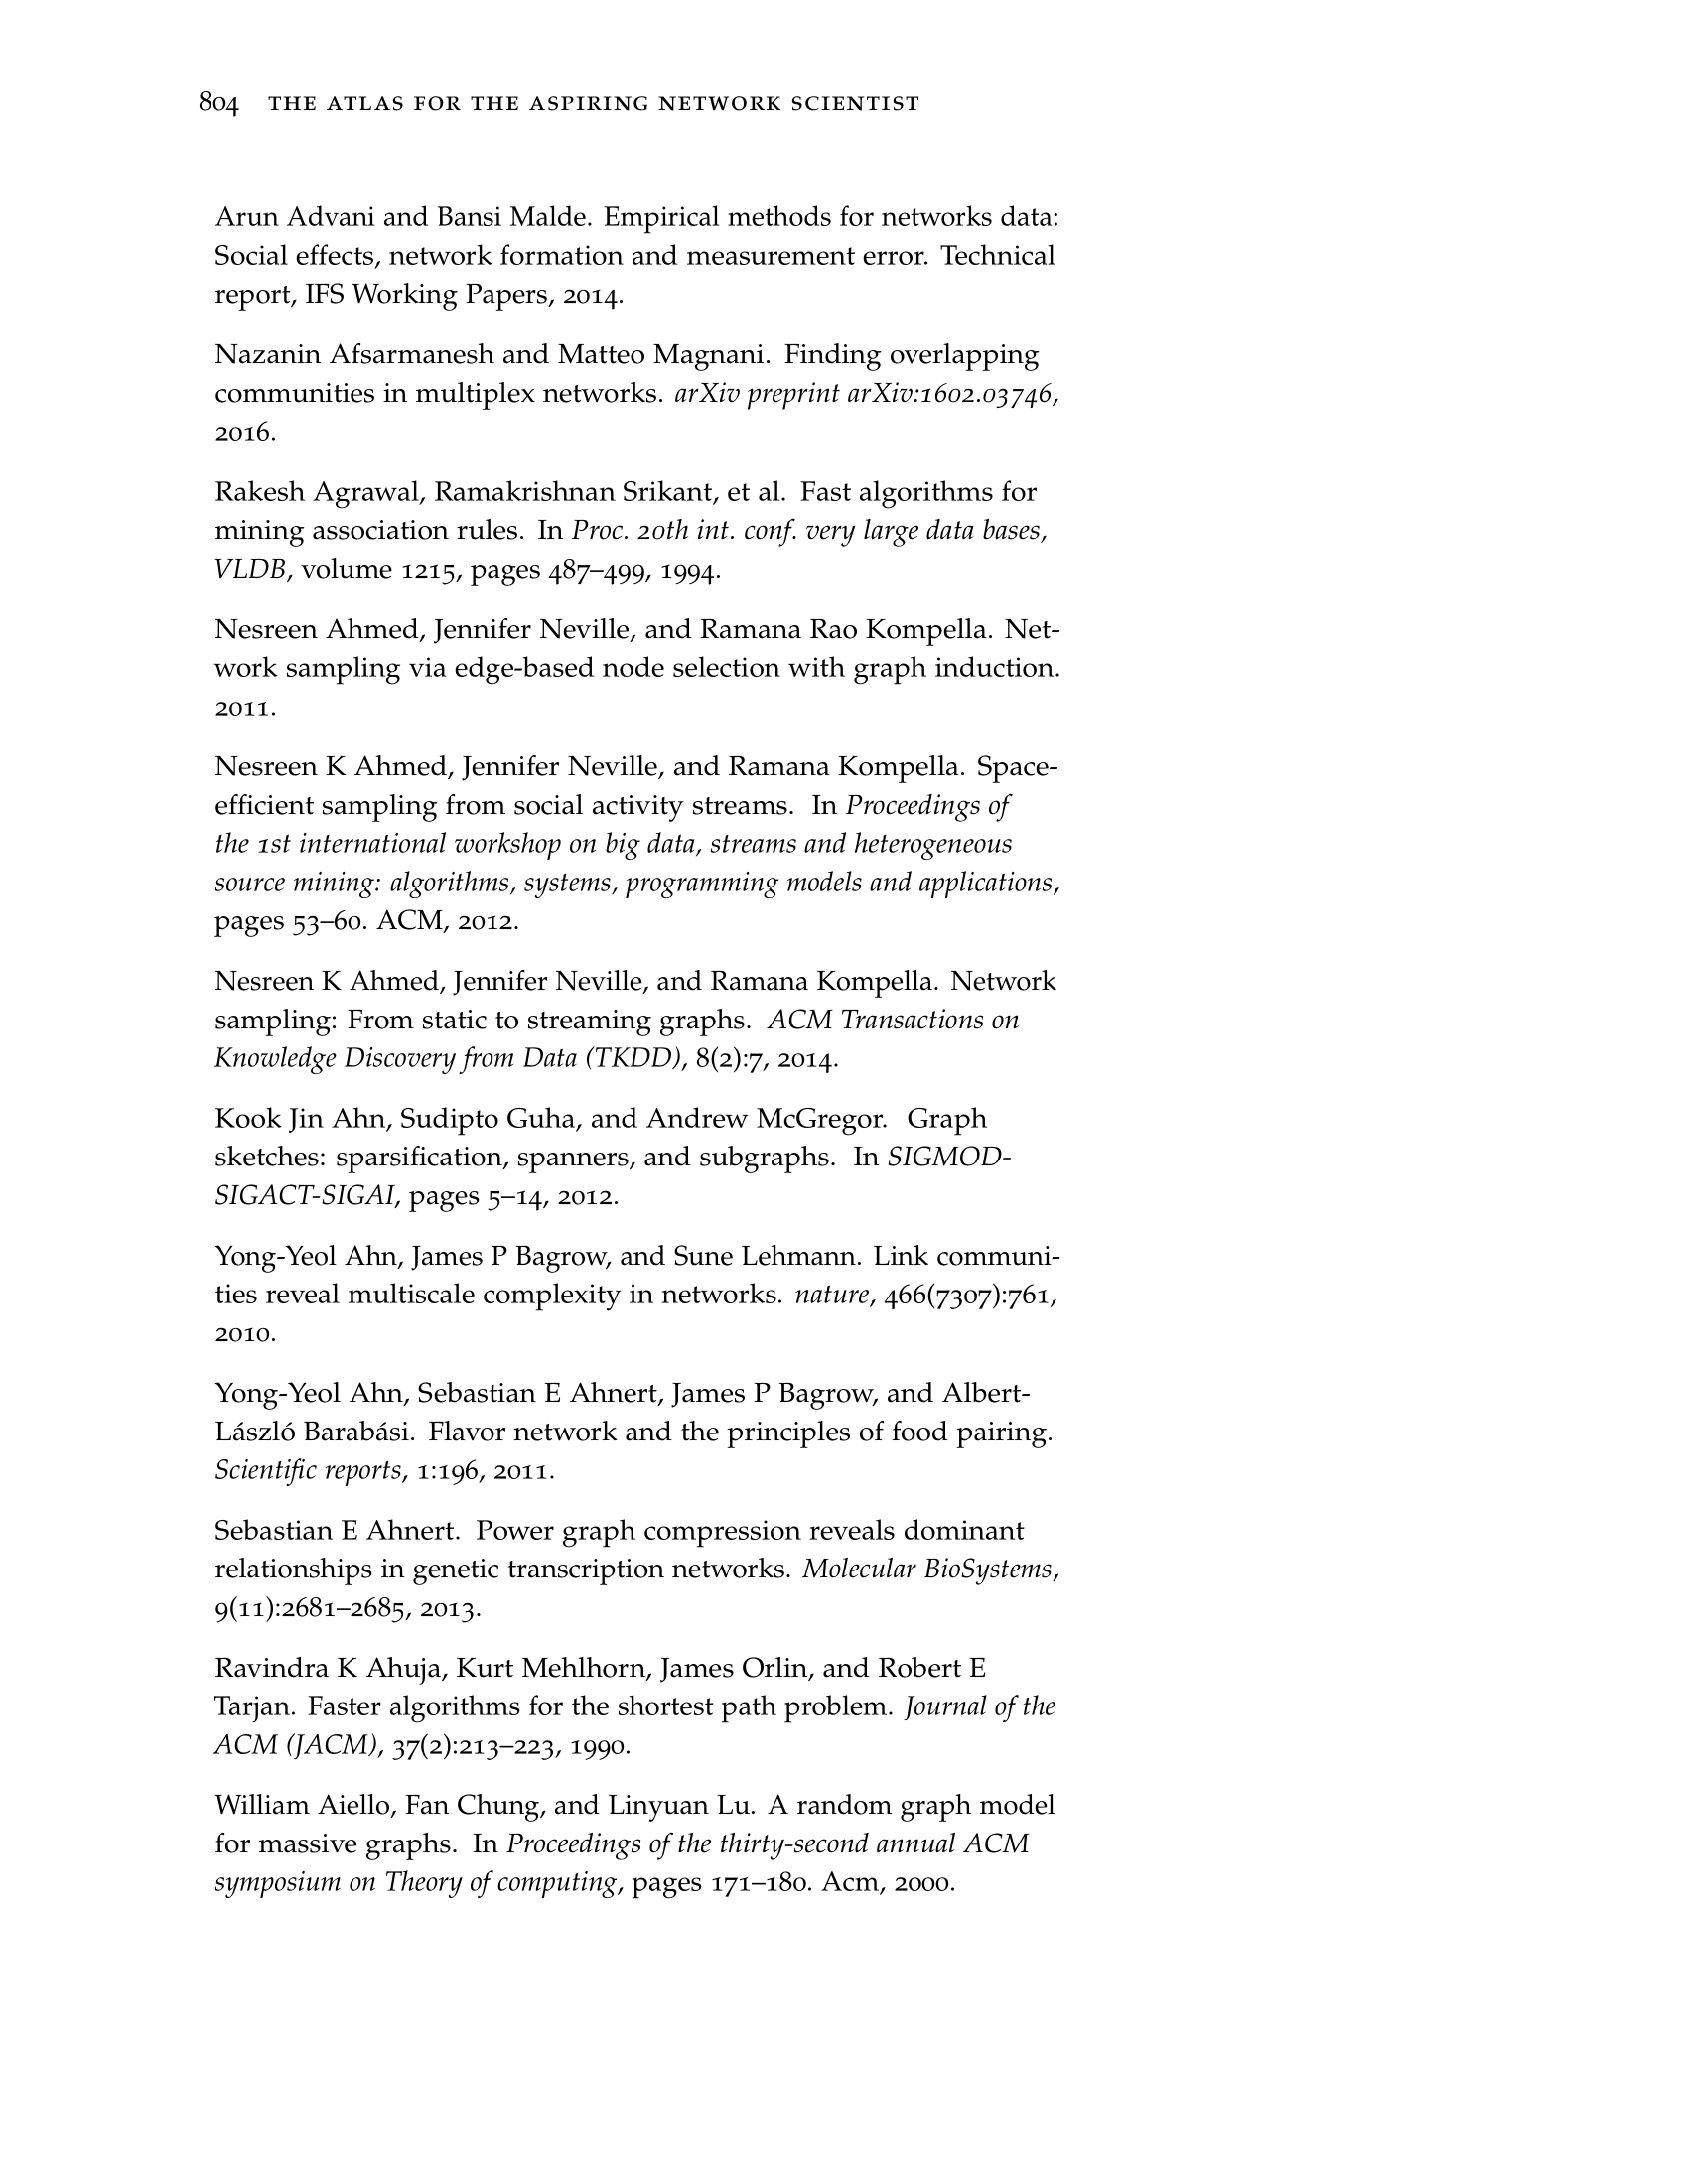 804 THE ATLAS FOR THE ASPIRING NETWORK SCIENTIST
Arun Advani and Bansi Malde. Empirical methods for networks data:
Social effects, network formation and measurement error. Technical
report, IFS Working Papers, 2014.
Nazanin Afsarmanesh and Matteo Magnani. Finding overlapping
communities in multiplex networks. arXiv preprint arXiv:1602.03746,
2016.
Rakesh Agrawal, Ramakrishnan Srikant, et al. Fast algorithms for
mining association rules. In Proc. 20th int. conf. very large data bases,
VLDB, volume 1215, pages 487–499, 1994.
Nesreen Ahmed, Jennifer Neville, and Ramana Rao Kompella. Net-
work sampling via edge-based node selection with graph induction.
2011.
Nesreen K Ahmed, Jennifer Neville, and Ramana Kompella. Space-
efficient sampling from social activity streams. In Proceedings of
the 1st international workshop on big data, streams and heterogeneous
source mining: algorithms, systems, programming models and applications,
pages 53–60. ACM, 2012.
Nesreen K Ahmed, Jennifer Neville, and Ramana Kompella. Network
sampling: From static to streaming graphs. ACM Transactions on
Knowledge Discovery from Data (TKDD), 8(2):7, 2014.
Kook Jin Ahn, Sudipto Guha, and Andrew McGregor. Graph
sketches: sparsification, spanners, and subgraphs. In SIGMOD-
SIGACT-SIGAI, pages 5–14, 2012.
Yong-Yeol Ahn, James P Bagrow, and Sune Lehmann. Link communi-
ties reveal multiscale complexity in networks. nature, 466(7307):761,
2010.
Yong-Yeol Ahn, Sebastian E Ahnert, James P Bagrow, and Albert-
László Barabási. Flavor network and the principles of food pairing.
Scientific reports, 1:196, 2011.
Sebastian E Ahnert. Power graph compression reveals dominant
relationships in genetic transcription networks. Molecular BioSystems,
9(11):2681–2685, 2013.
Ravindra K Ahuja, Kurt Mehlhorn, James Orlin, and Robert E
Tarjan. Faster algorithms for the shortest path problem. Journal of the
ACM (JACM), 37(2):213–223, 1990.
William Aiello, Fan Chung, and Linyuan Lu. A random graph model
for massive graphs. In Proceedings of the thirty-second annual ACM
symposium on Theory of computing, pages 171–180. Acm, 2000.